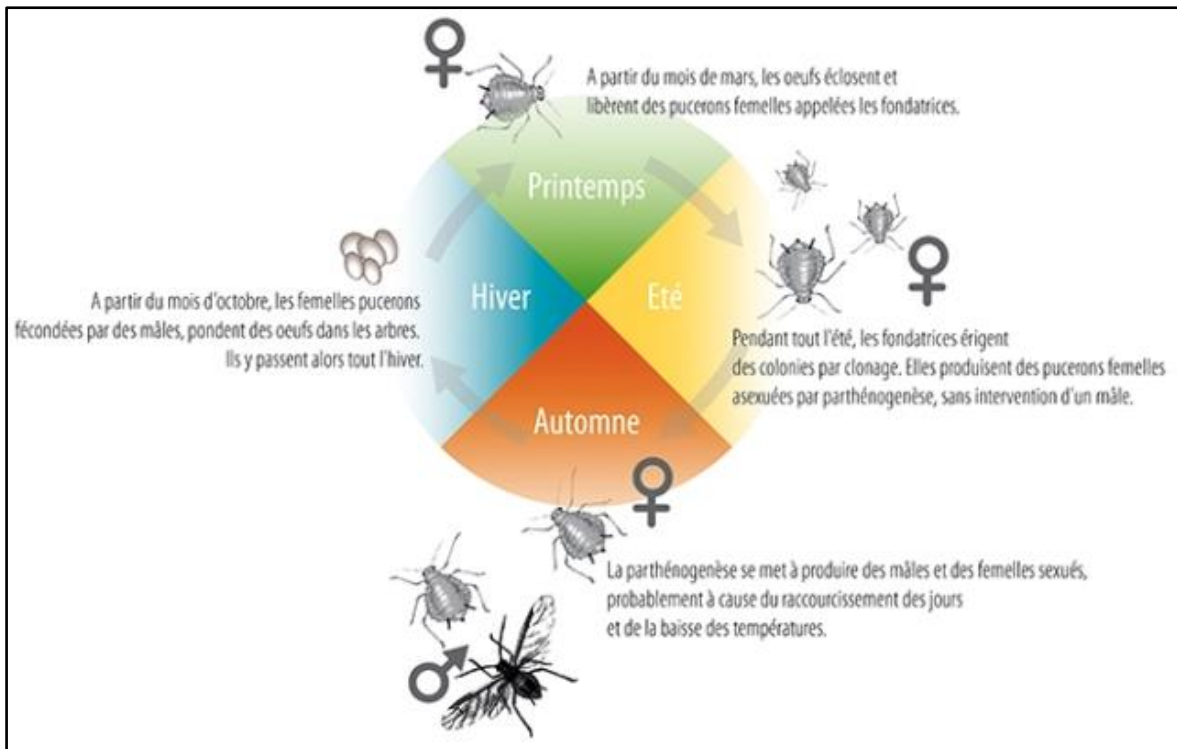 A partir du mois de mars, les oeufs éclosent et
libèrent des pucerons femelles appelées les fondatrices.
Printemps
Eté
Pendant tout l'été, les fondatrices érigent
des colonies par clonage. Elles produisent des pucerons femelles
asexuées par parthénogenèse, sans intervention d'un mâle.
Automne
La parthénogenèse se met à produire des mâles et des femelles sexués,
probablement à cause du raccourcissement des jours
et de la baisse des températures.
Hiver
A partir du mois d'octobre, les femelles pucerons
fécondées par des mâles, pondent des oeufs dans les arbres.
Ils y passent alors tout l'hiver.